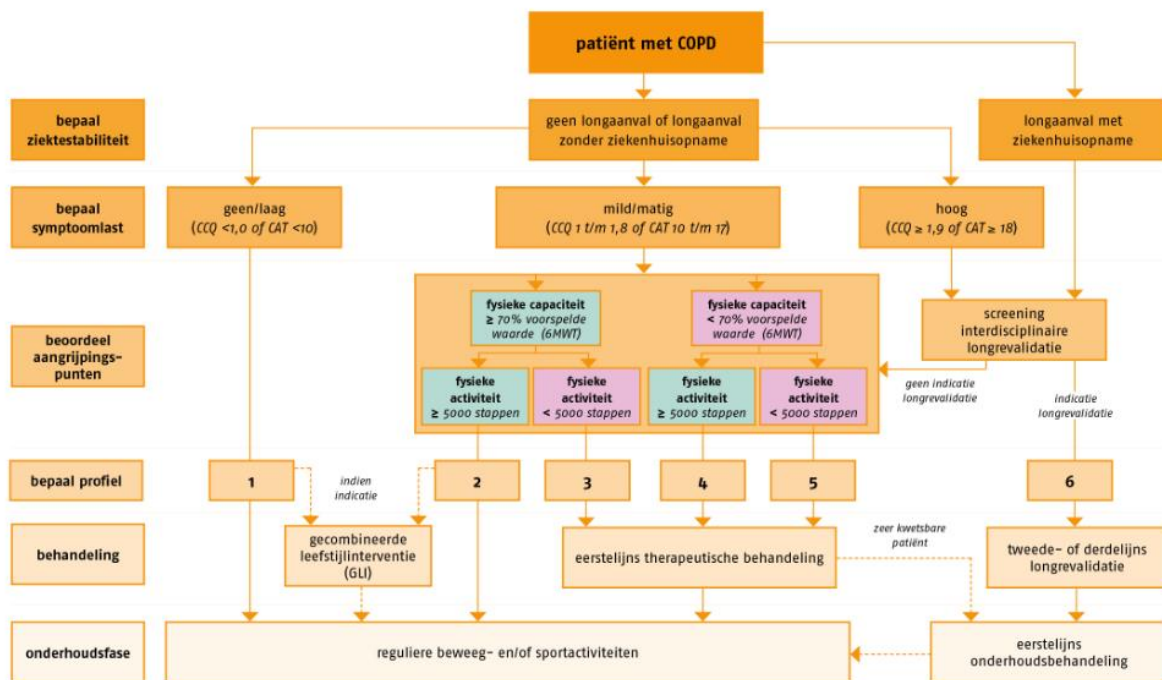 patiënt met COPD
bepaal
ziektestabiliteit
geen longaanval of longaanval
zonder ziekenhuisopname
longaanval met
ziekenhuisopname
bepaal
symptoomlast
geen/laag
(CCQ <1,0 of CAT <10)
mild/matig
(CCQ 1 t/m 1,8 of CAT 10 t/m 17)
hoog
(CCQ ≥ 1,9 of CAT ≥ 18)
beoordeel
aangrijpings-
punten
fysieke capaciteit
≥ 70% voorspelde
waarde (6MWT)
fysieke capaciteit
< 70% voorspelde
waarde (6MWT)
fysieke
activiteit
≥ 5000 stappen
fysieke
activiteit
< 5000 stappen
fysieke
activiteit
≥ 5000 stappen
fysieke
activiteit
< 5000 stappen
screening
interdisciplinaire
longrevalidatie
geen indicatie
longrevalidatie
indicatie
longrevalidatie
bepaal profiel
1
indien
indicatie
2
3
4
5
6
behandeling
gecombineerde
leefstijlinterventie
(GLI)
eerstelijns therapeutische behandeling
zeer kwetsbare
patiënt
tweede- of derdelijns
longrevalidatie
onderhoudsfase
reguliere beweeg- en/of sportactiviteiten
eerstelijns
onderhoudsbehandeling